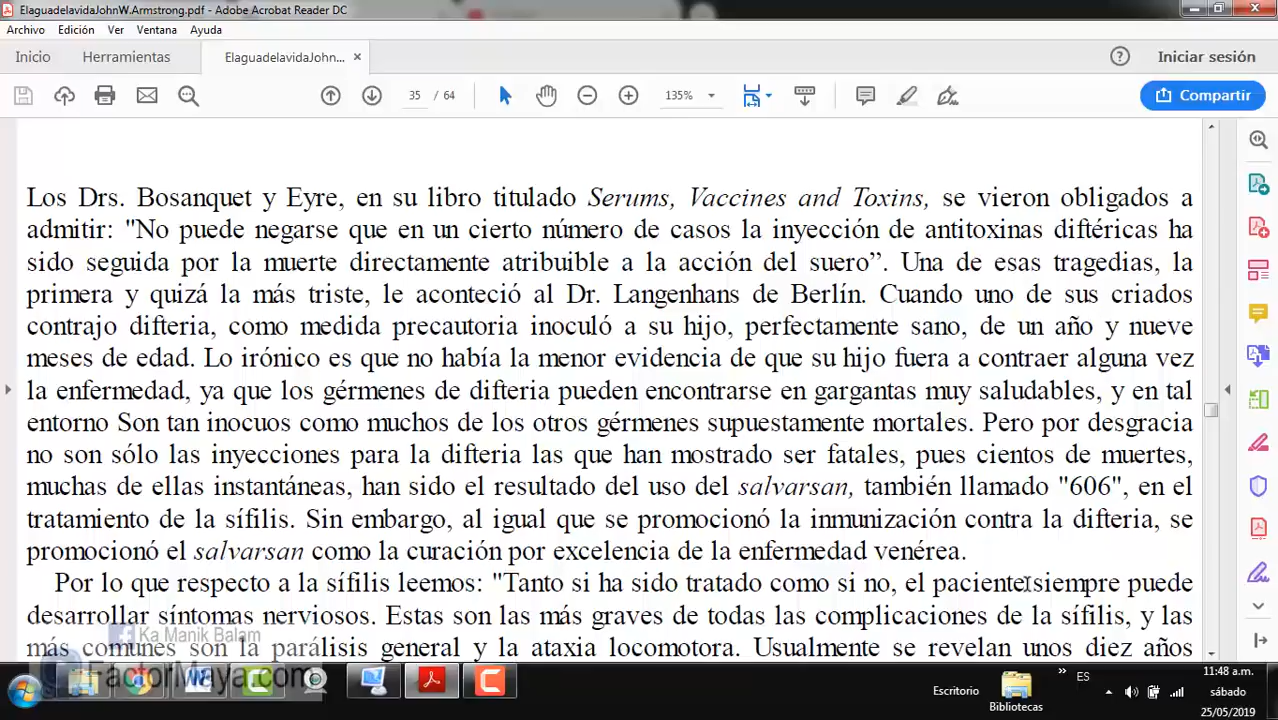 ElaguadelavidaJohnW.Armstrong.pdf - Adobe Acrobat Reader DC
Archivo Edición Ver Ventana Ayuda
Inicio Herramientas ElaguadelavidaJohn... × Iniciar sesión
35 / 64 135% Compartir
Los Drs. Bosanquet y Eyre, en su libro titulado Serums, Vaccines and Toxins, se vieron obligados a
admitir: "No puede negarse que en un cierto número de casos la inyección de antitoxinas diftéricas ha
sido seguida por la muerte directamente atribuible a la acción del suero”. Una de esas tragedias, la
primera y quizá la más triste, le aconteció al Dr. Langenhans de Berlín. Cuando uno de sus criados
contrajo difteria, como medida precautoria inoculó a su hijo, perfectamente sano, de un año y nueve
meses de edad. Lo irónico es que no había la menor evidencia de que su hijo fuera a contraer alguna vez
la enfermedad, ya que los gérmenes de difteria pueden encontrarse en gargantas muy saludables, y en tal
entorno Son tan inocuos como muchos de los otros gérmenes supuestamente mortales. Pero por desgracia
no son sólo las inyecciones para la difteria las que han mostrado ser fatales, pues cientos de muertes,
muchas de ellas instantáneas, han sido el resultado del uso del salvarsan, también llamado "606", en el
tratamiento de la sífilis. Sin embargo, al igual que se promocionó la inmunización contra la difteria, se
promocionó el salvarsan como la curación por excelencia de la enfermedad venérea.
Por lo que respecto a la sífilis leemos: "Tanto si ha sido tratado como si no, el paciente siempre puede
desarrollar síntomas nerviosos. Estas son las más graves de todas las complicaciones de la sífilis, y las
más comunes son la parálisis general y la ataxia locomotora. Usualmente se revelan unos diez años
Ka Manik Balam
FactorMaya.com
Escritorio
Bibliotecas
»
ES
11:48 a.m.
sábado
25/05/2019